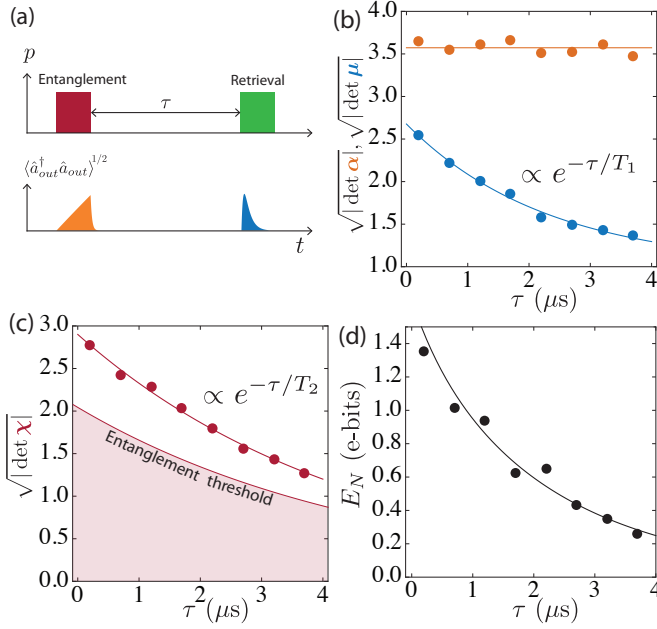 (a)
p
Entanglement
Retrieval
τ
⟨â†out âout⟩^1/2
t
(b)
√|det α|, √|det μ|
4.0
3.5
3.0
2.5
2.0
1.5
1.0
∝ e^−τ/T1
0 1 2 3 4
τ (μs)
(c)
√|det χ|
3.0
2.5
2.0
1.5
1.0
0.5
0.0
∝ e^−τ/T2
Entanglement threshold
0 1 2 3 4
τ (μs)
(d)
E_N (e-bits)
1.4
1.2
1.0
0.8
0.6
0.4
0.2
0 1 2 3 4
τ (μs)